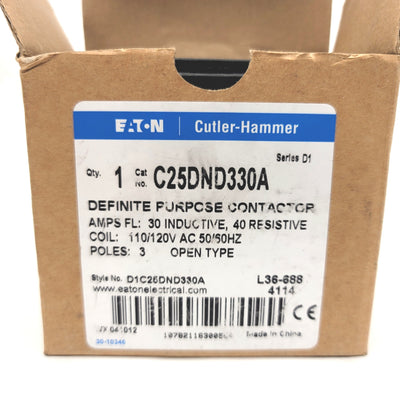 EATON | Cutler-Hammer
Series D1
Qty. 1 Cat No. C25DND330A
DEFINITE PURPOSE CONTACTOR
AMPS FL: 30 INDUCTIVE, 40 RESISTIVE
COIL: 110/120V AC 50/60HZ
POLES: 3 OPEN TYPE
Style No. D1C25DND330A L36-688
www.eatonelectrical.com 4114
Made in China.